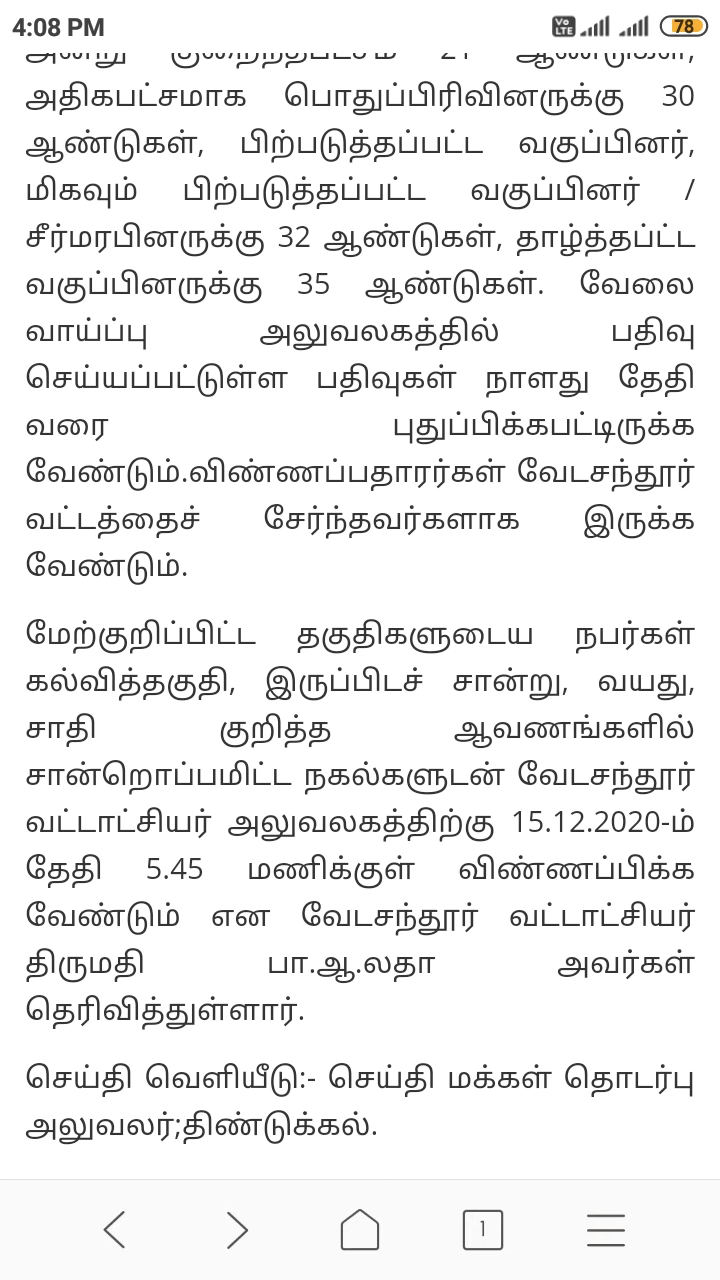 4:08 PM
Vo LTE
78
அதிகபட்சமாக பொதுப்பிரிவினருக்கு 30
ஆண்டுகள், பிற்படுத்தப்பட்ட வகுப்பினர்,
மிகவும் பிற்படுத்தப்பட்ட வகுப்பினர் /
சீர்மரபினருக்கு 32 ஆண்டுகள், தாழ்த்தப்ட்ட
வகுப்பினருக்கு 35 ஆண்டுகள். வேலை
வாய்ப்பு அலுவலகத்தில் பதிவு
செய்யப்பட்டுள்ள பதிவுகள் நாளது தேதி
வரை புதுப்பிக்கபட்டிருக்க
வேண்டும்.விண்ணப்பதாரர்கள் வேடசந்தூர்
வட்டத்தைச் சேர்ந்தவர்களாக இருக்க
வேண்டும்.
மேற்குறிப்பிட்ட தகுதிகளுடைய நபர்கள்
கல்வித்தகுதி, இருப்பிடச் சான்று, வயது,
சாதி குறித்த ஆவணங்களில்
சான்றொப்பமிட்ட நகல்களுடன் வேடசந்தூர்
வட்டாட்சியர் அலுவலகத்திற்கு 15.12.2020-ம்
தேதி 5.45 மணிக்குள் விண்ணப்பிக்க
வேண்டும் என வேடசந்தூர் வட்டாட்சியர்
திருமதி பா.ஆ.லதா அவர்கள்
தெரிவித்துள்ளார்.
செய்தி வெளியீடு:- செய்தி மக்கள் தொடர்பு
அலுவலர்;திண்டுக்கல்.
1